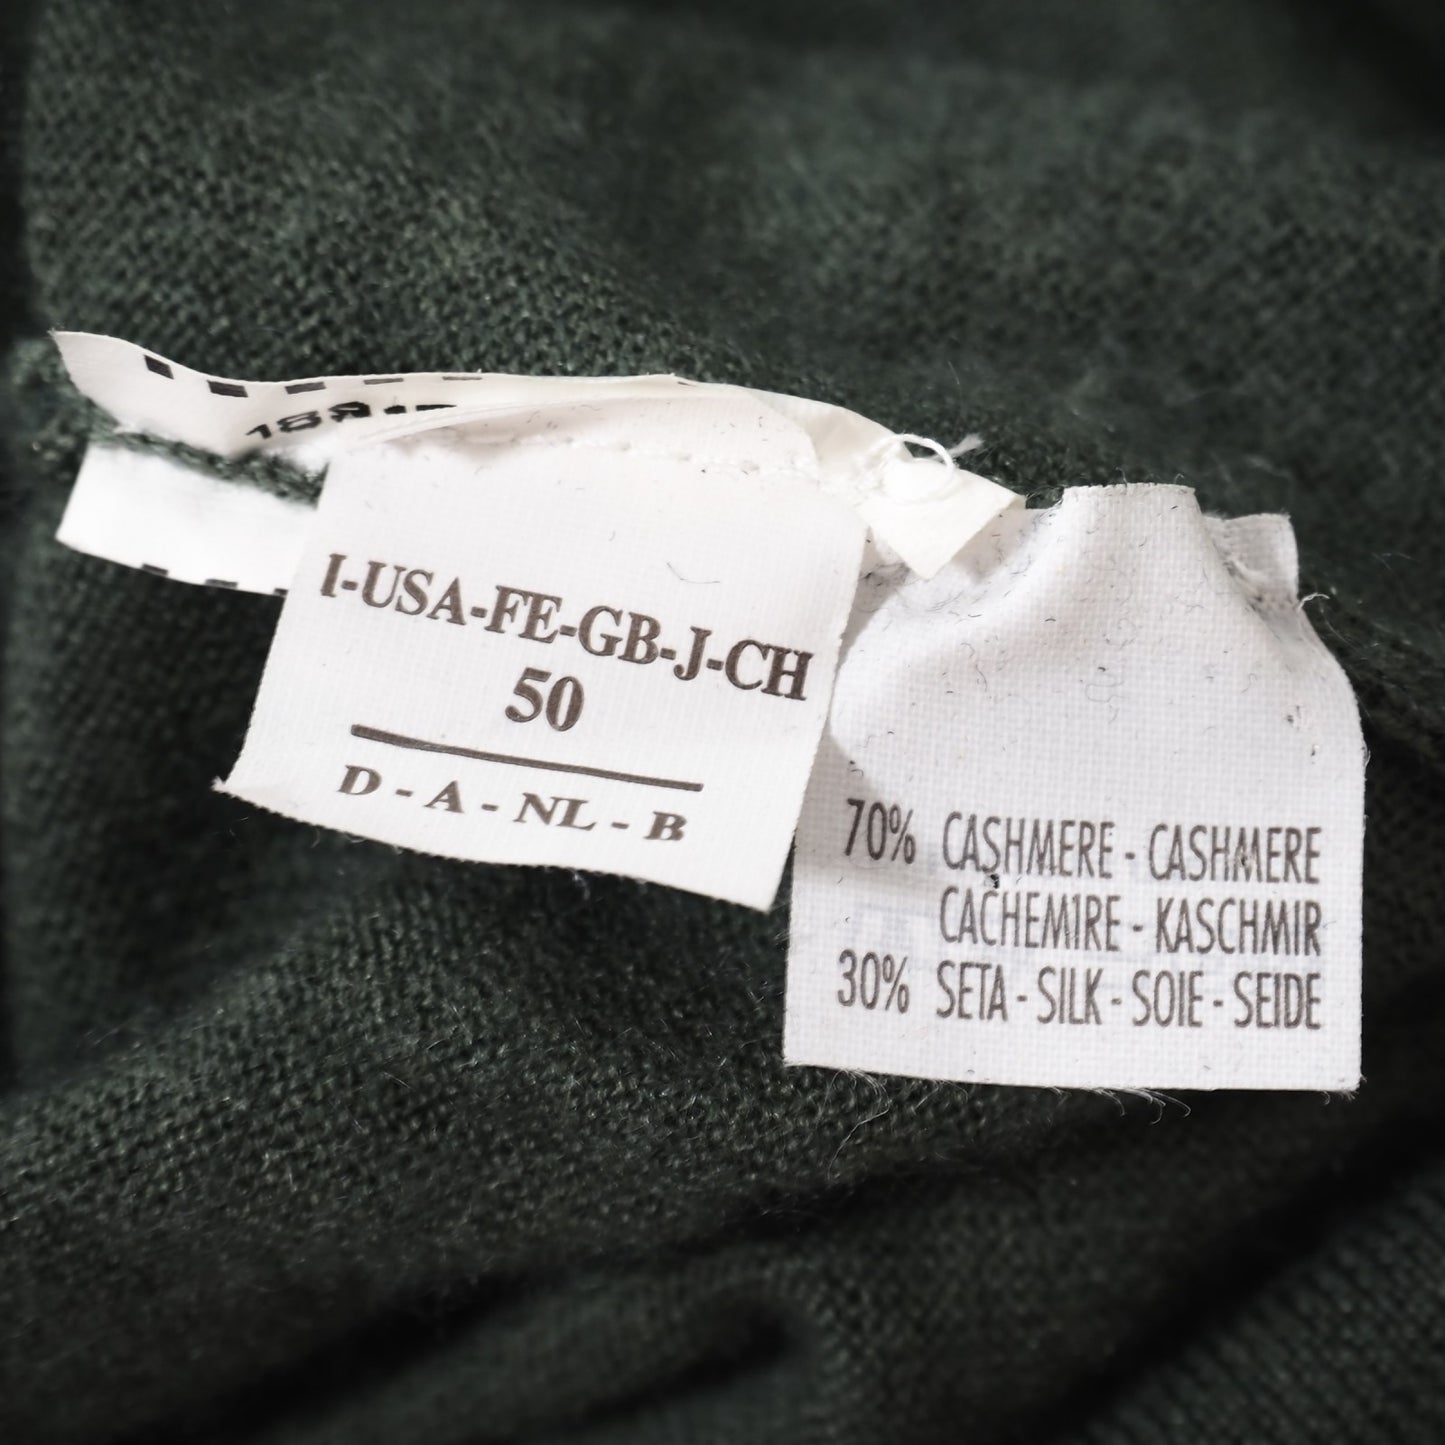 I-USA-FE-GB-J-CH
50
D - A - NL - B
70% CASHMERE - CASHMERE
CACHEMIRE - KASCHMIR
30% SETA - SILK - SOIE - SEIDE